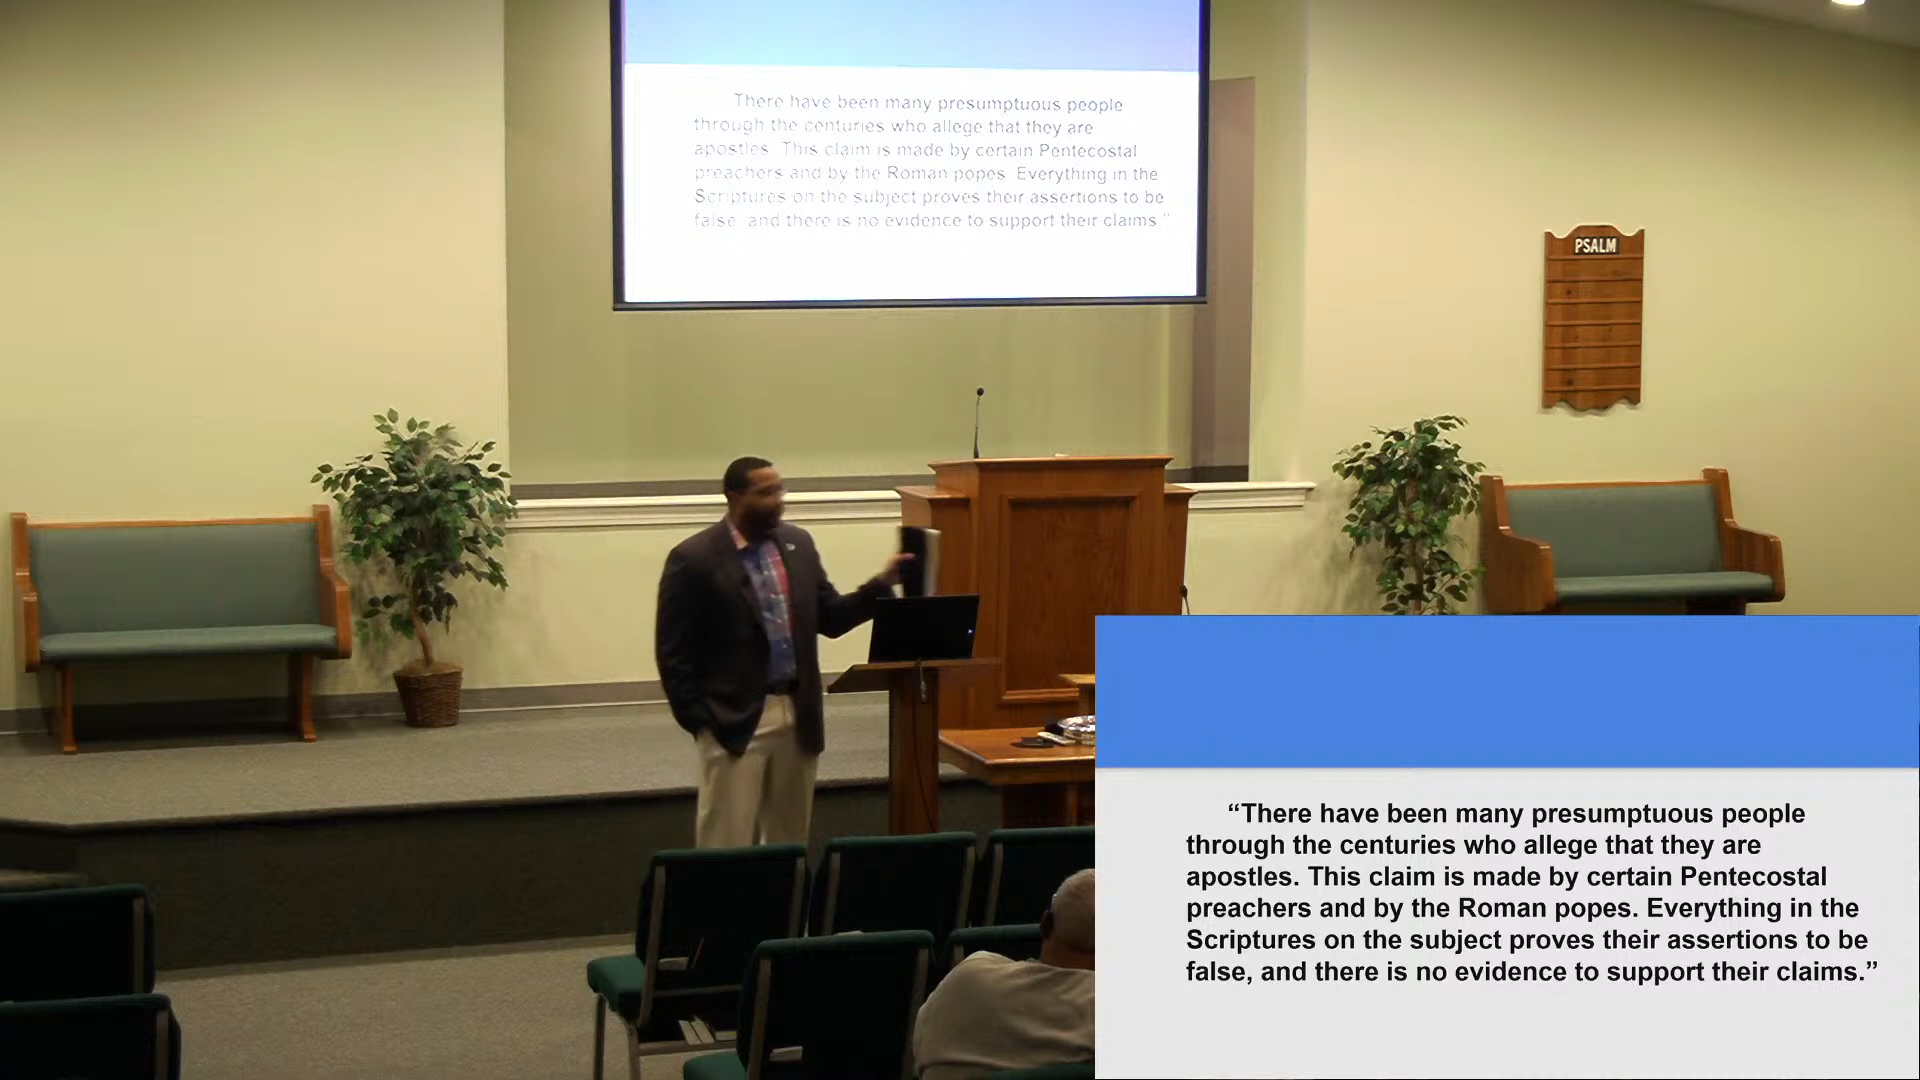 There have been many presumptuous people
through the centuries who allege that they are
apostles. This claim is made by certain Pentecostal
preachers and by the Roman popes. Everything in the
Scriptures on the subject proves their assertions to be
false, and there is no evidence to support their claims.”
PSALM
“There have been many presumptuous people
through the centuries who allege that they are
apostles. This claim is made by certain Pentecostal
preachers and by the Roman popes. Everything in the
Scriptures on the subject proves their assertions to be
false, and there is no evidence to support their claims.”